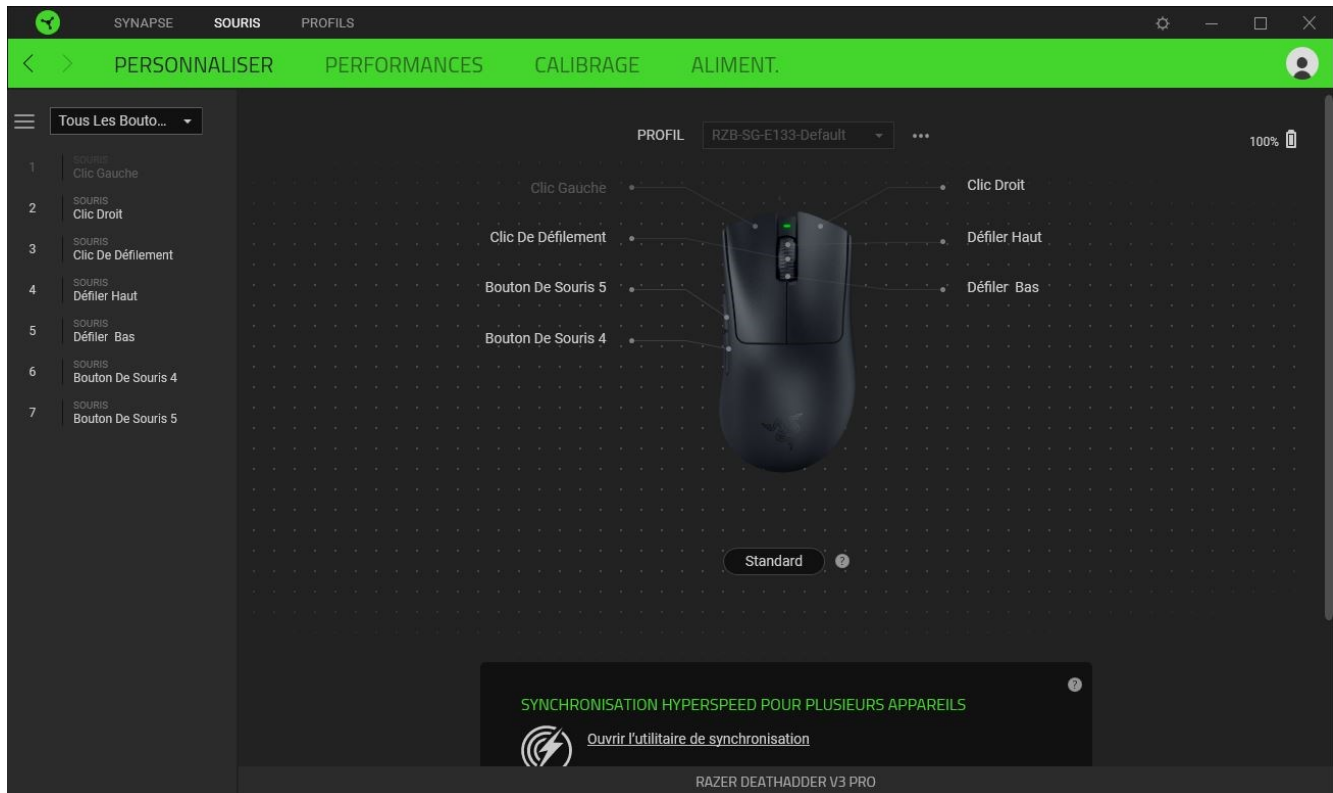 SYNAPSE SOURIS PROFILS
PERSONNALISER PERFORMANCES CALIBRAGE ALIMENT.
Tous Les Bouto...
PROFIL RZB-SG-E133-Default
100%
1 SOURIS
Clic Gauche
2 SOURIS
Clic Droit
3 SOURIS
Clic De Défilement
4 SOURIS
Défiler Haut
5 SOURIS
Défiler Bas
6 SOURIS
Bouton De Souris 4
7 SOURIS
Bouton De Souris 5
Clic Gauche Clic Droit
Clic De Défilement Défiler Haut
Bouton De Souris 5 Défiler Bas
Bouton De Souris 4
Standard ?
?
SYNCHRONISATION HYPERSPEED POUR PLUSIEURS APPAREILS
Ouvrir l'utilitaire de synchronisation
RAZER DEATHADDER V3 PRO